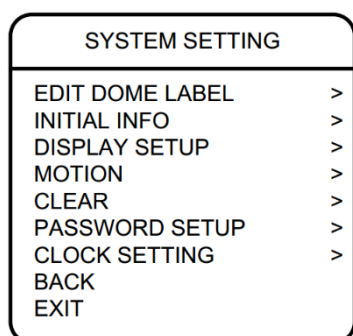 SYSTEM SETTING
EDIT DOME LABEL >
INITIAL INFO >
DISPLAY SETUP >
MOTION >
CLEAR >
PASSWORD SETUP >
CLOCK SETTING >
BACK
EXIT